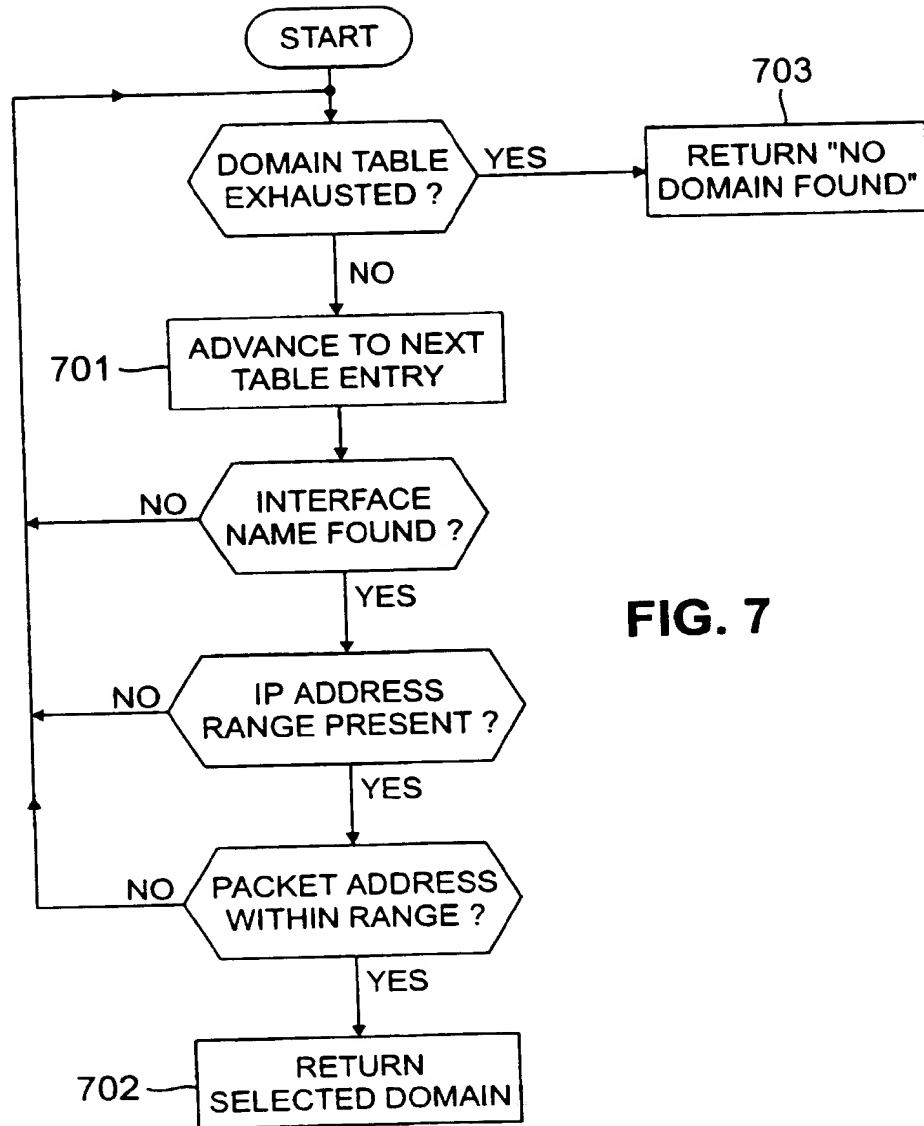 START
703
DOMAIN TABLE
EXHAUSTED ?
YES
RETURN "NO
DOMAIN FOUND"
NO
701
ADVANCE TO NEXT
TABLE ENTRY
NO
INTERFACE
NAME FOUND ?
YES
FIG. 7
NO
IP ADDRESS
RANGE PRESENT ?
YES
NO
PACKET ADDRESS
WITHIN RANGE ?
YES
702
RETURN
SELECTED DOMAIN